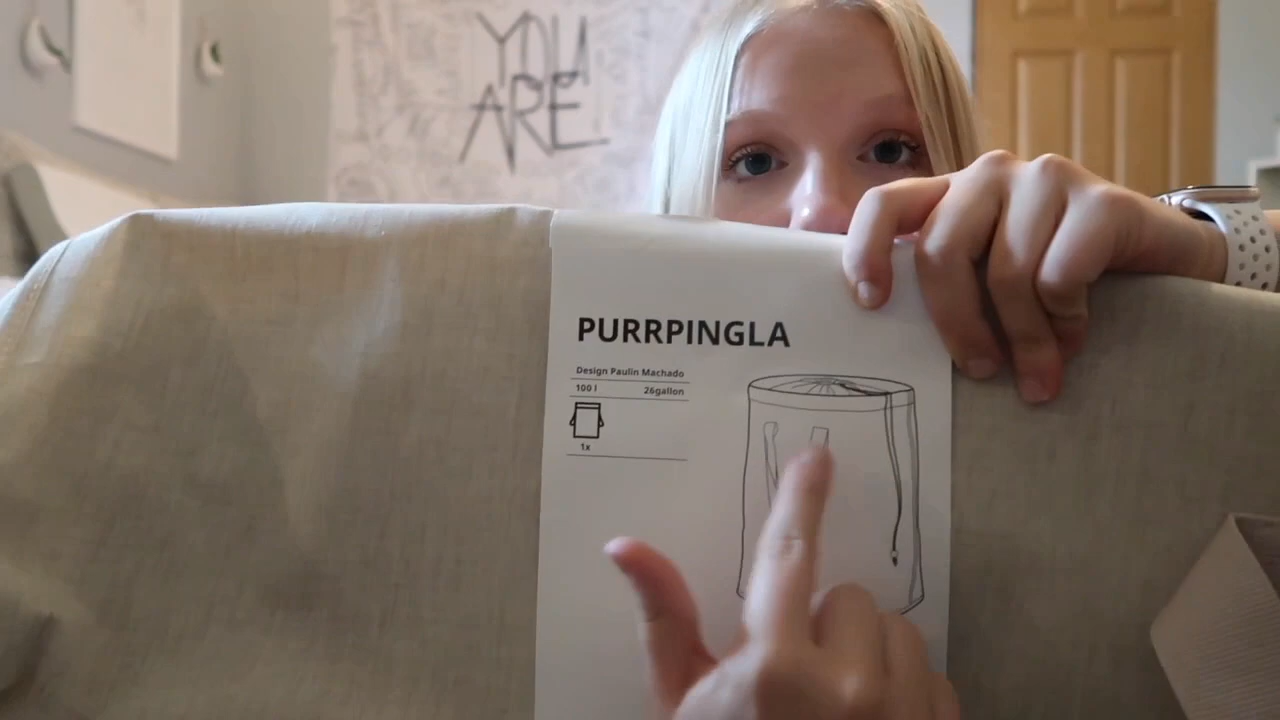 YOU
ARE
PURRPINGLA
Design Paulin Machado
100 l 26gallon
1x